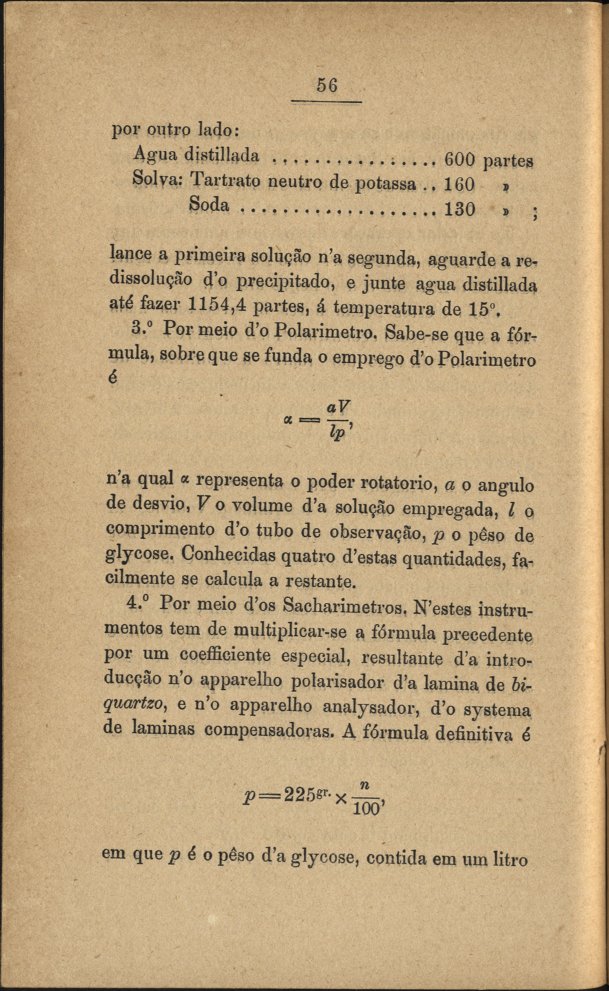 56
por outro lado:
Agua distillada ................ 600 partes
Solva: Tartrato neutro de potassa .. 160 »
Soda ................... 130 » ;
lance a primeira solução n'a segunda, aguarde a re-
dissolução d'o precipitado, e junte agua distillada
até fazer 1154,4 partes, á temperatura de 15º.
3.º Por meio d'o Polarimetro. Sabe-se que a fór-
mula, sobre que se funda o emprego d'o Polarimetro
é
α = aV/lp,
n'a qual α representa o poder rotatorio, a o angulo
de desvio, V o volume d'a solução empregada, l o
comprimento d'o tubo de observação, p o pêso de
glycose. Conhecidas quatro d'estas quantidades, fa-
cilmente se calcula a restante.
4.º Por meio d'os Sacharimetros. N'estes instru-
mentos tem de multiplicar-se a fórmula precedente
por um coefficiente especial, resultante d'a intro-
ducção n'o apparelho polarisador d'a lamina de bi-
quartzo, e n'o apparelho analysador, d'o systema
de laminas compensadoras. A fórmula definitiva é
p=225gr. × n/100,
em que p é o pêso d'a glycose, contida em um litro